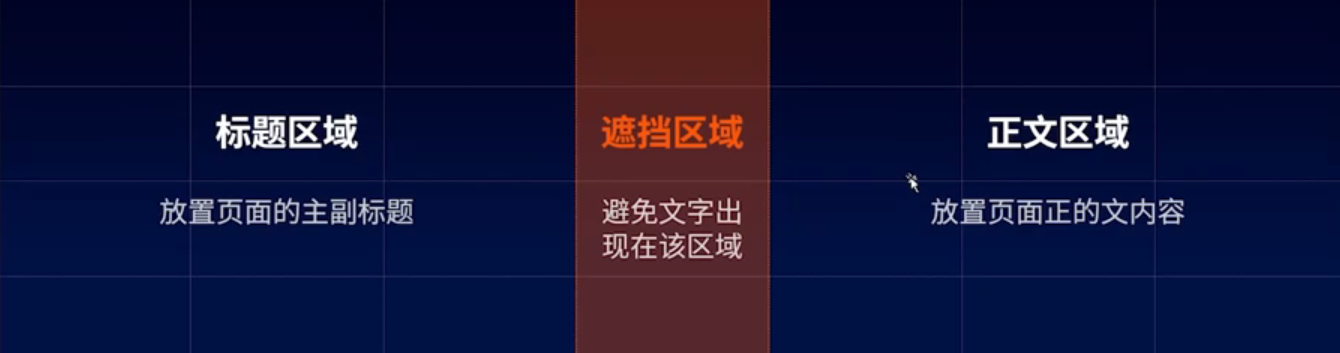 标题区域
放置页面的主副标题
遮挡区域
避免文字出
现在该区域
正文区域
放置页面正的文内容